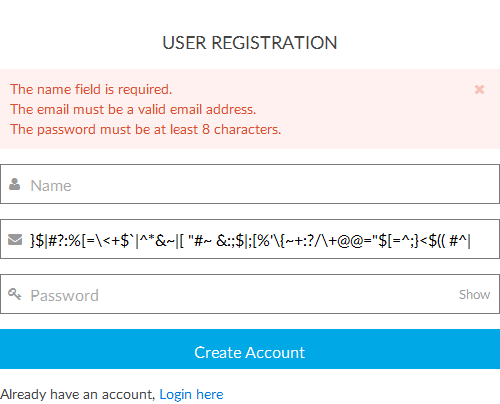 USER REGISTRATION
The name field is required.
The email must be a valid email address.
The password must be at least 8 characters.
Name
}$|#?:%[=\<+$`|^*&~|[ "#~ &:;$|;[%'\{~+:?/\+@@="$[=^;}<$(( #^|
Password Show
Create Account
Already have an account, Login here